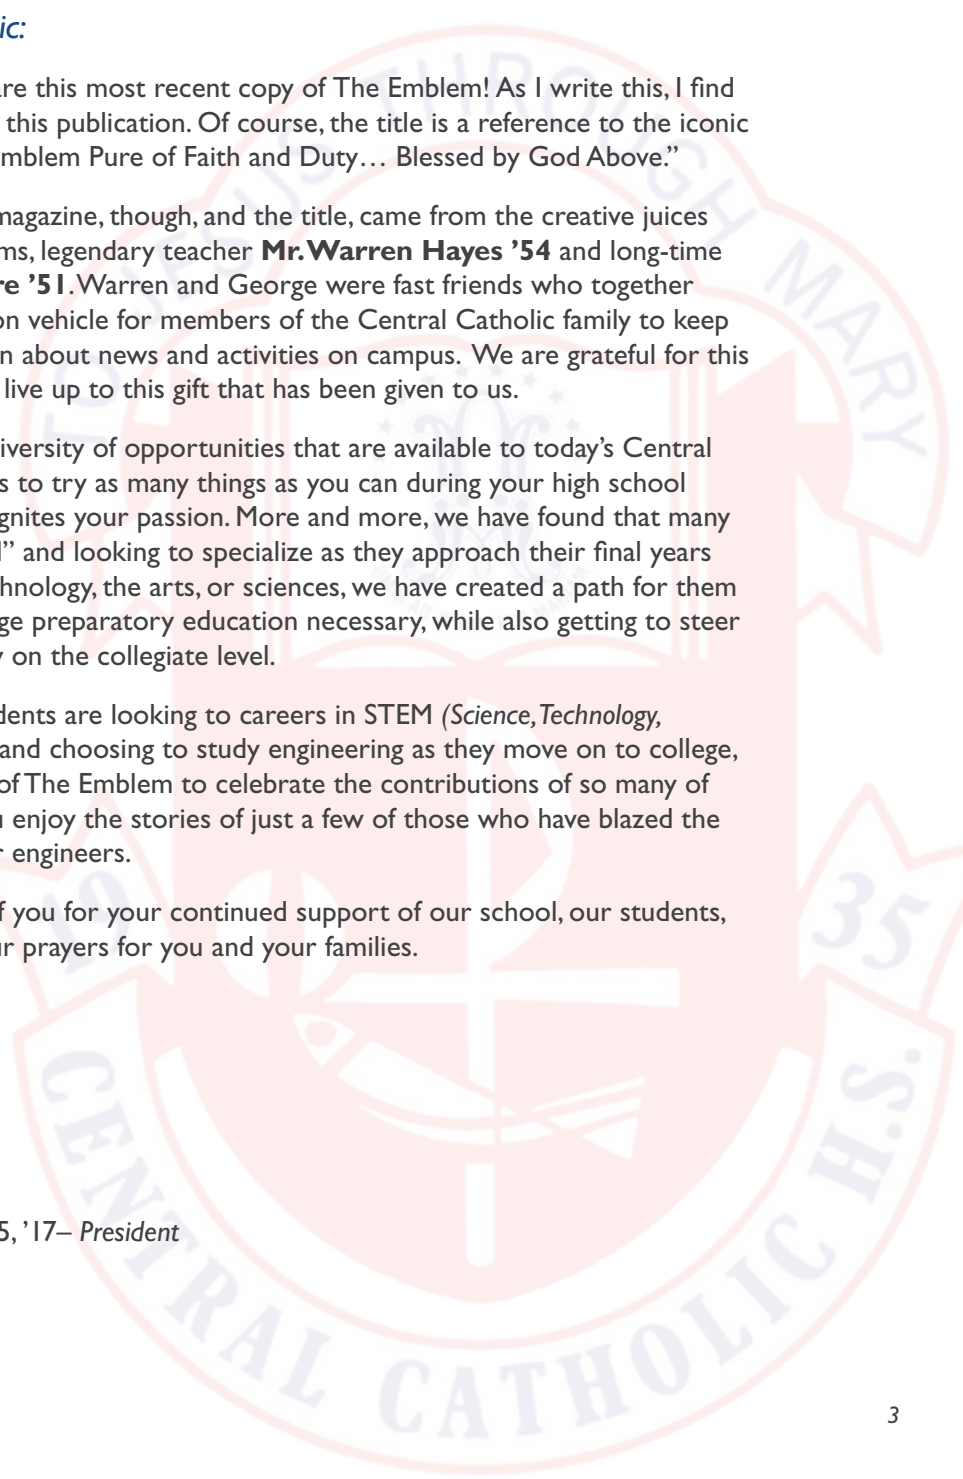 ic:
are this most recent copy of The Emblem! As I write this, I find
this publication. Of course, the title is a reference to the iconic
mblem Pure of Faith and Duty… Blessed by God Above.”
magazine, though, and the title, came from the creative juices
ms, legendary teacher Mr. Warren Hayes ’54 and long-time
re ’51. Warren and George were fast friends who together
on vehicle for members of the Central Catholic family to keep
n about news and activities on campus. We are grateful for this
live up to this gift that has been given to us.
iversity of opportunities that are available to today’s Central
s to try as many things as you can during your high school
gnites your passion. More and more, we have found that many
l” and looking to specialize as they approach their final years
chnology, the arts, or sciences, we have created a path for them
ge preparatory education necessary, while also getting to steer
y on the collegiate level.
dents are looking to careers in STEM (Science, Technology,
and choosing to study engineering as they move on to college,
of The Emblem to celebrate the contributions of so many of
u enjoy the stories of just a few of those who have blazed the
r engineers.
f you for your continued support of our school, our students,
ur prayers for you and your families.
5, ’17– President
3
TO JESUS THROUGH MARY
19 35
CENTRAL CATHOLIC H.S.